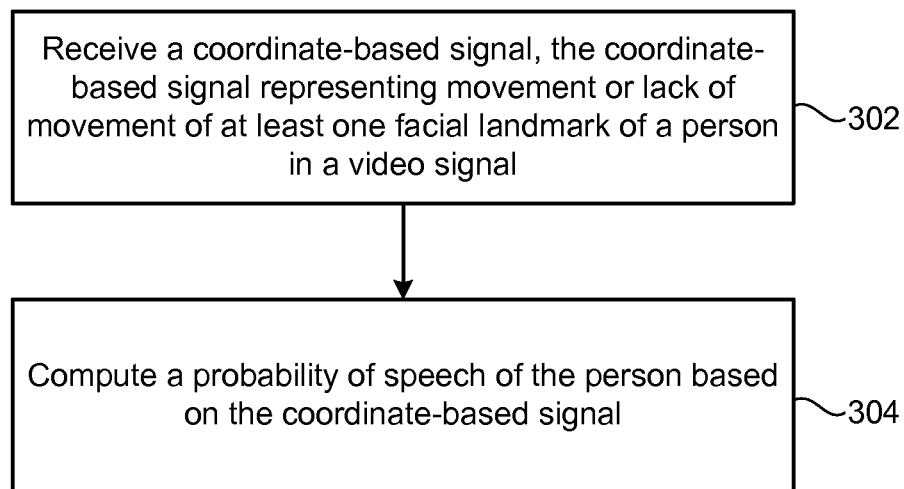 Receive a coordinate-based signal, the coordinate-
based signal representing movement or lack of
movement of at least one facial landmark of a person
in a video signal
302
Compute a probability of speech of the person based
on the coordinate-based signal
304